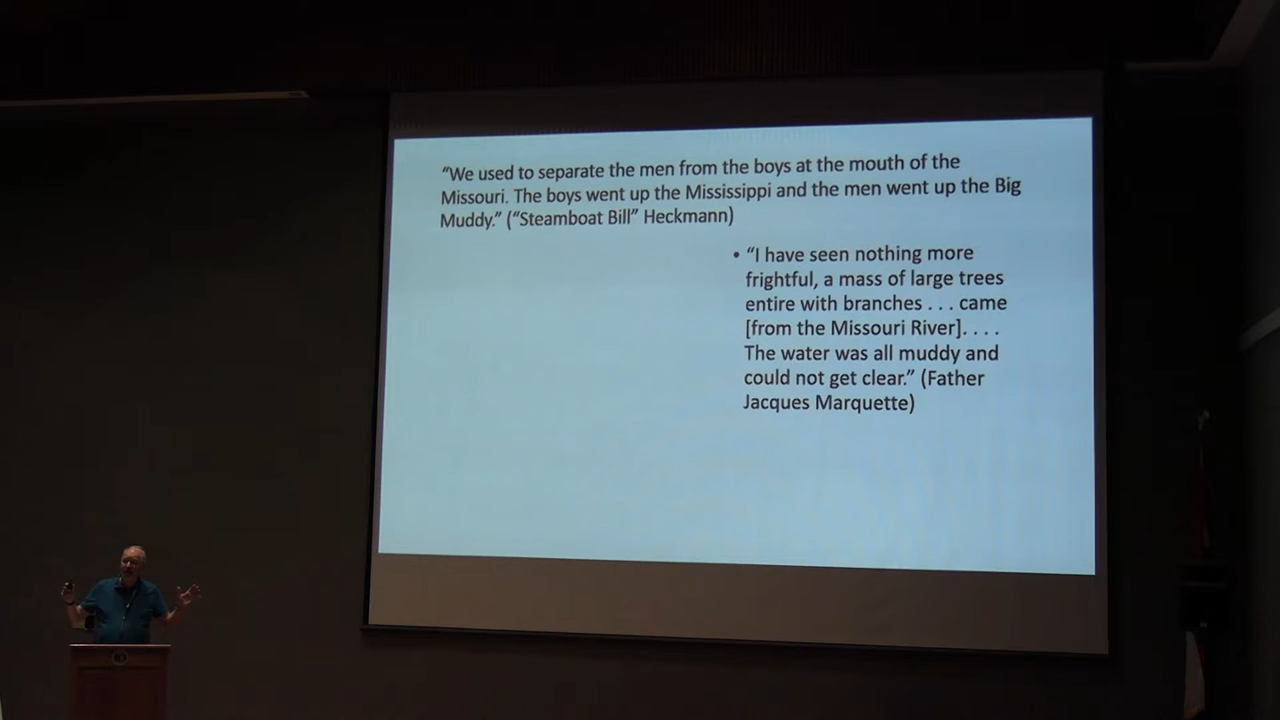 “We used to separate the men from the boys at the mouth of the
Missouri. The boys went up the Mississippi and the men went up the Big
Muddy.” (“Steamboat Bill” Heckmann)
• “I have seen nothing more
frightful, a mass of large trees
entire with branches . . . came
[from the Missouri River]. . . .
The water was all muddy and
could not get clear.” (Father
Jacques Marquette)